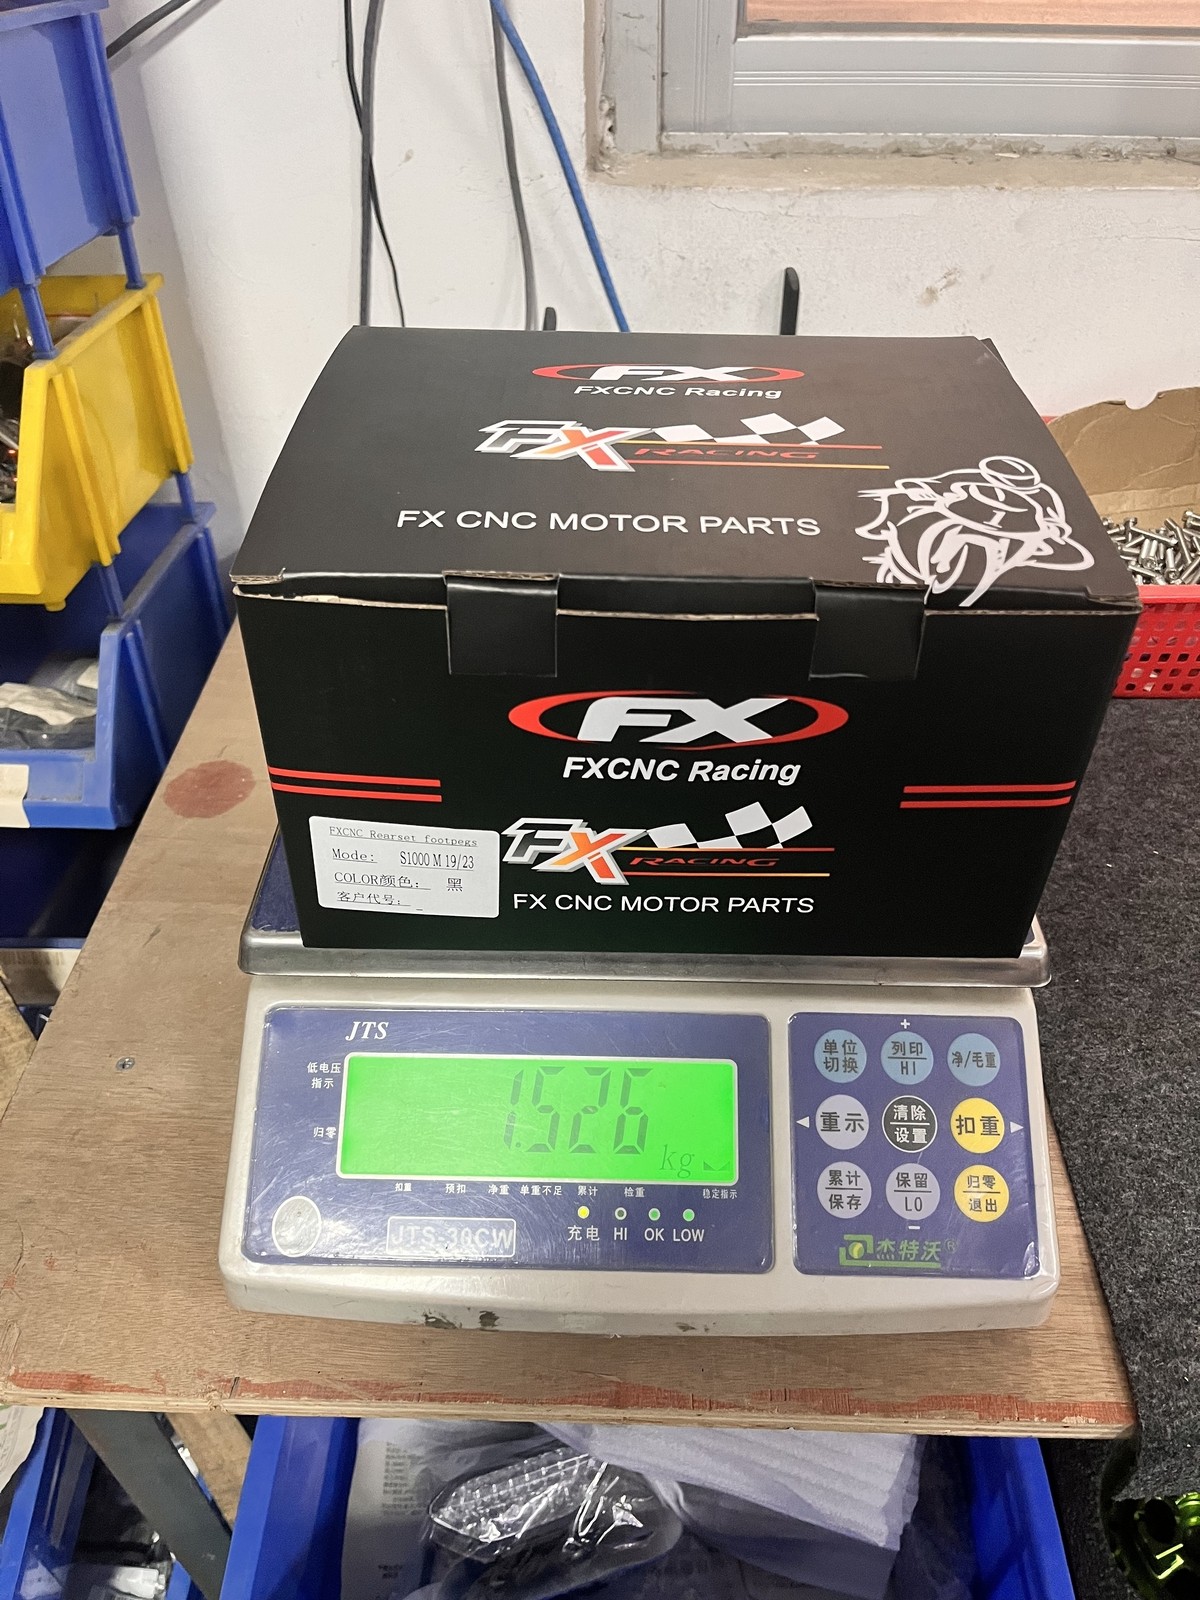 FX
FXCNC Racing
FX RACING
FX CNC MOTOR PARTS
FX
FXCNC Racing
FX RACING
FX CNC MOTOR PARTS
FXCNC Rearset footpegs
Mode: S1000 M 19/23
COLOR颜色: 黑
客户代号:
JTS
低电压
指示
归零
1.526
kg
扣重 预扣 净重 单重不足 累计 检重 稳定指示
充电 HI OK LOW
JTS-30CW
+
单位
切换
列印
HI
净/毛重
重示
清除
设置
扣重
累计
保存
保留
LO
归零
退出
−
杰特沃®